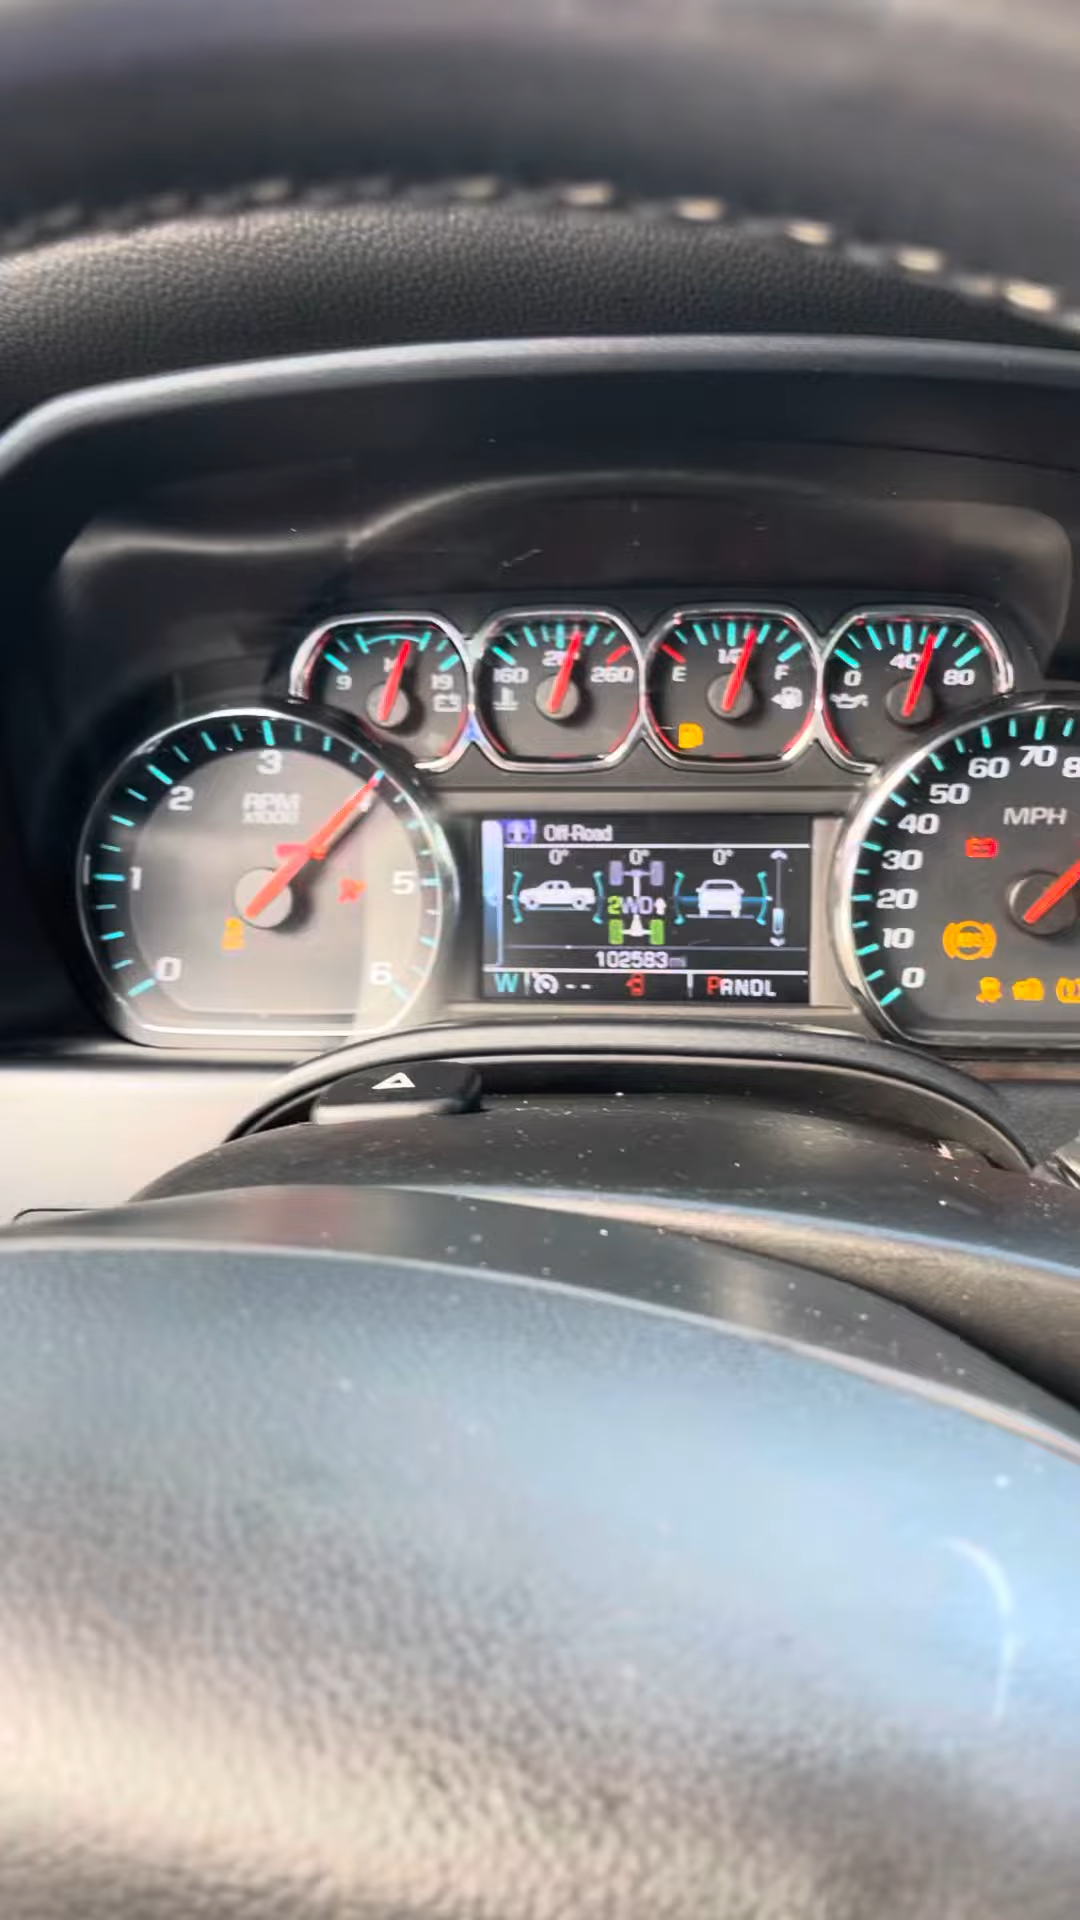 9 19
160 260
E F
0 40 80
0 1 2 3 5 6
RPM
x1000
Off-Road
0° 0° 0°
2WD
102583 mi
W -- PRNDL
0 10 20 30 40 50 60 70
MPH